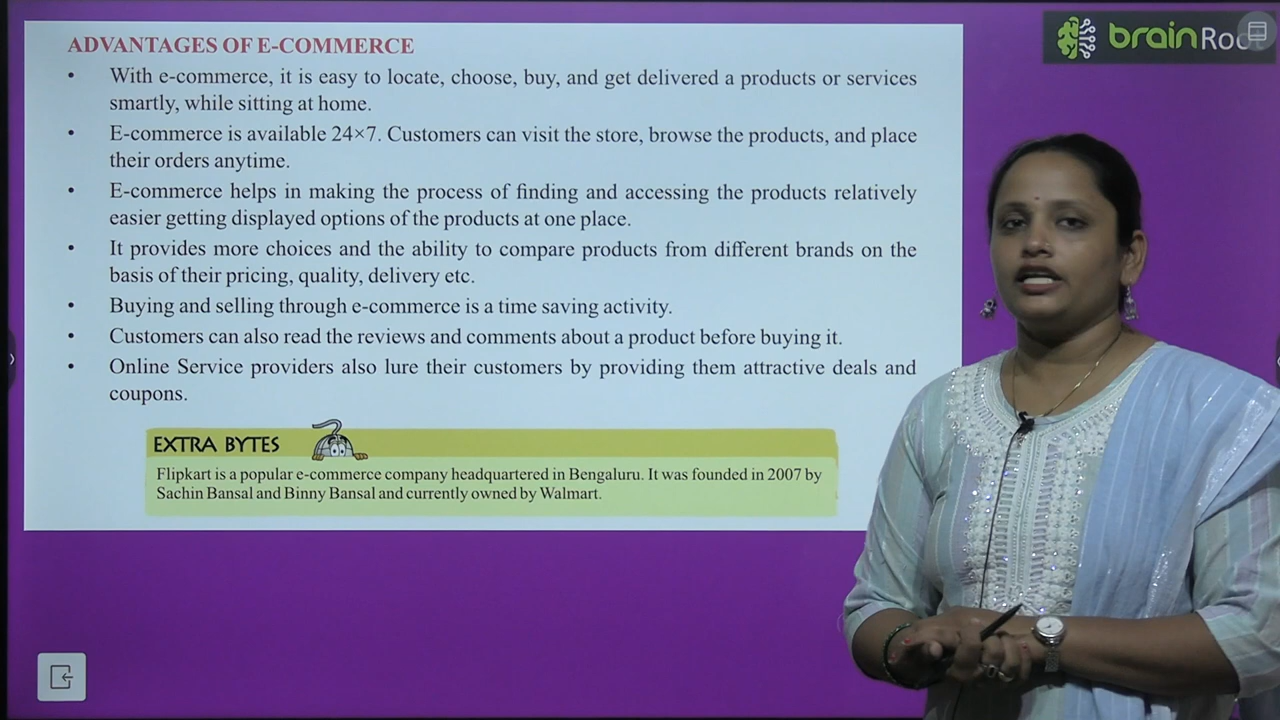 ADVANTAGES OF E-COMMERCE
• With e-commerce, it is easy to locate, choose, buy, and get delivered a products or services
smartly, while sitting at home.
• E-commerce is available 24×7. Customers can visit the store, browse the products, and place
their orders anytime.
• E-commerce helps in making the process of finding and accessing the products relatively
easier getting displayed options of the products at one place.
• It provides more choices and the ability to compare products from different brands on the
basis of their pricing, quality, delivery etc.
• Buying and selling through e-commerce is a time saving activity.
• Customers can also read the reviews and comments about a product before buying it.
• Online Service providers also lure their customers by providing them attractive deals and
coupons.
EXTRA BYTES
Flipkart is a popular e-commerce company headquartered in Bengaluru. It was founded in 2007 by
Sachin Bansal and Binny Bansal and currently owned by Walmart.
brain